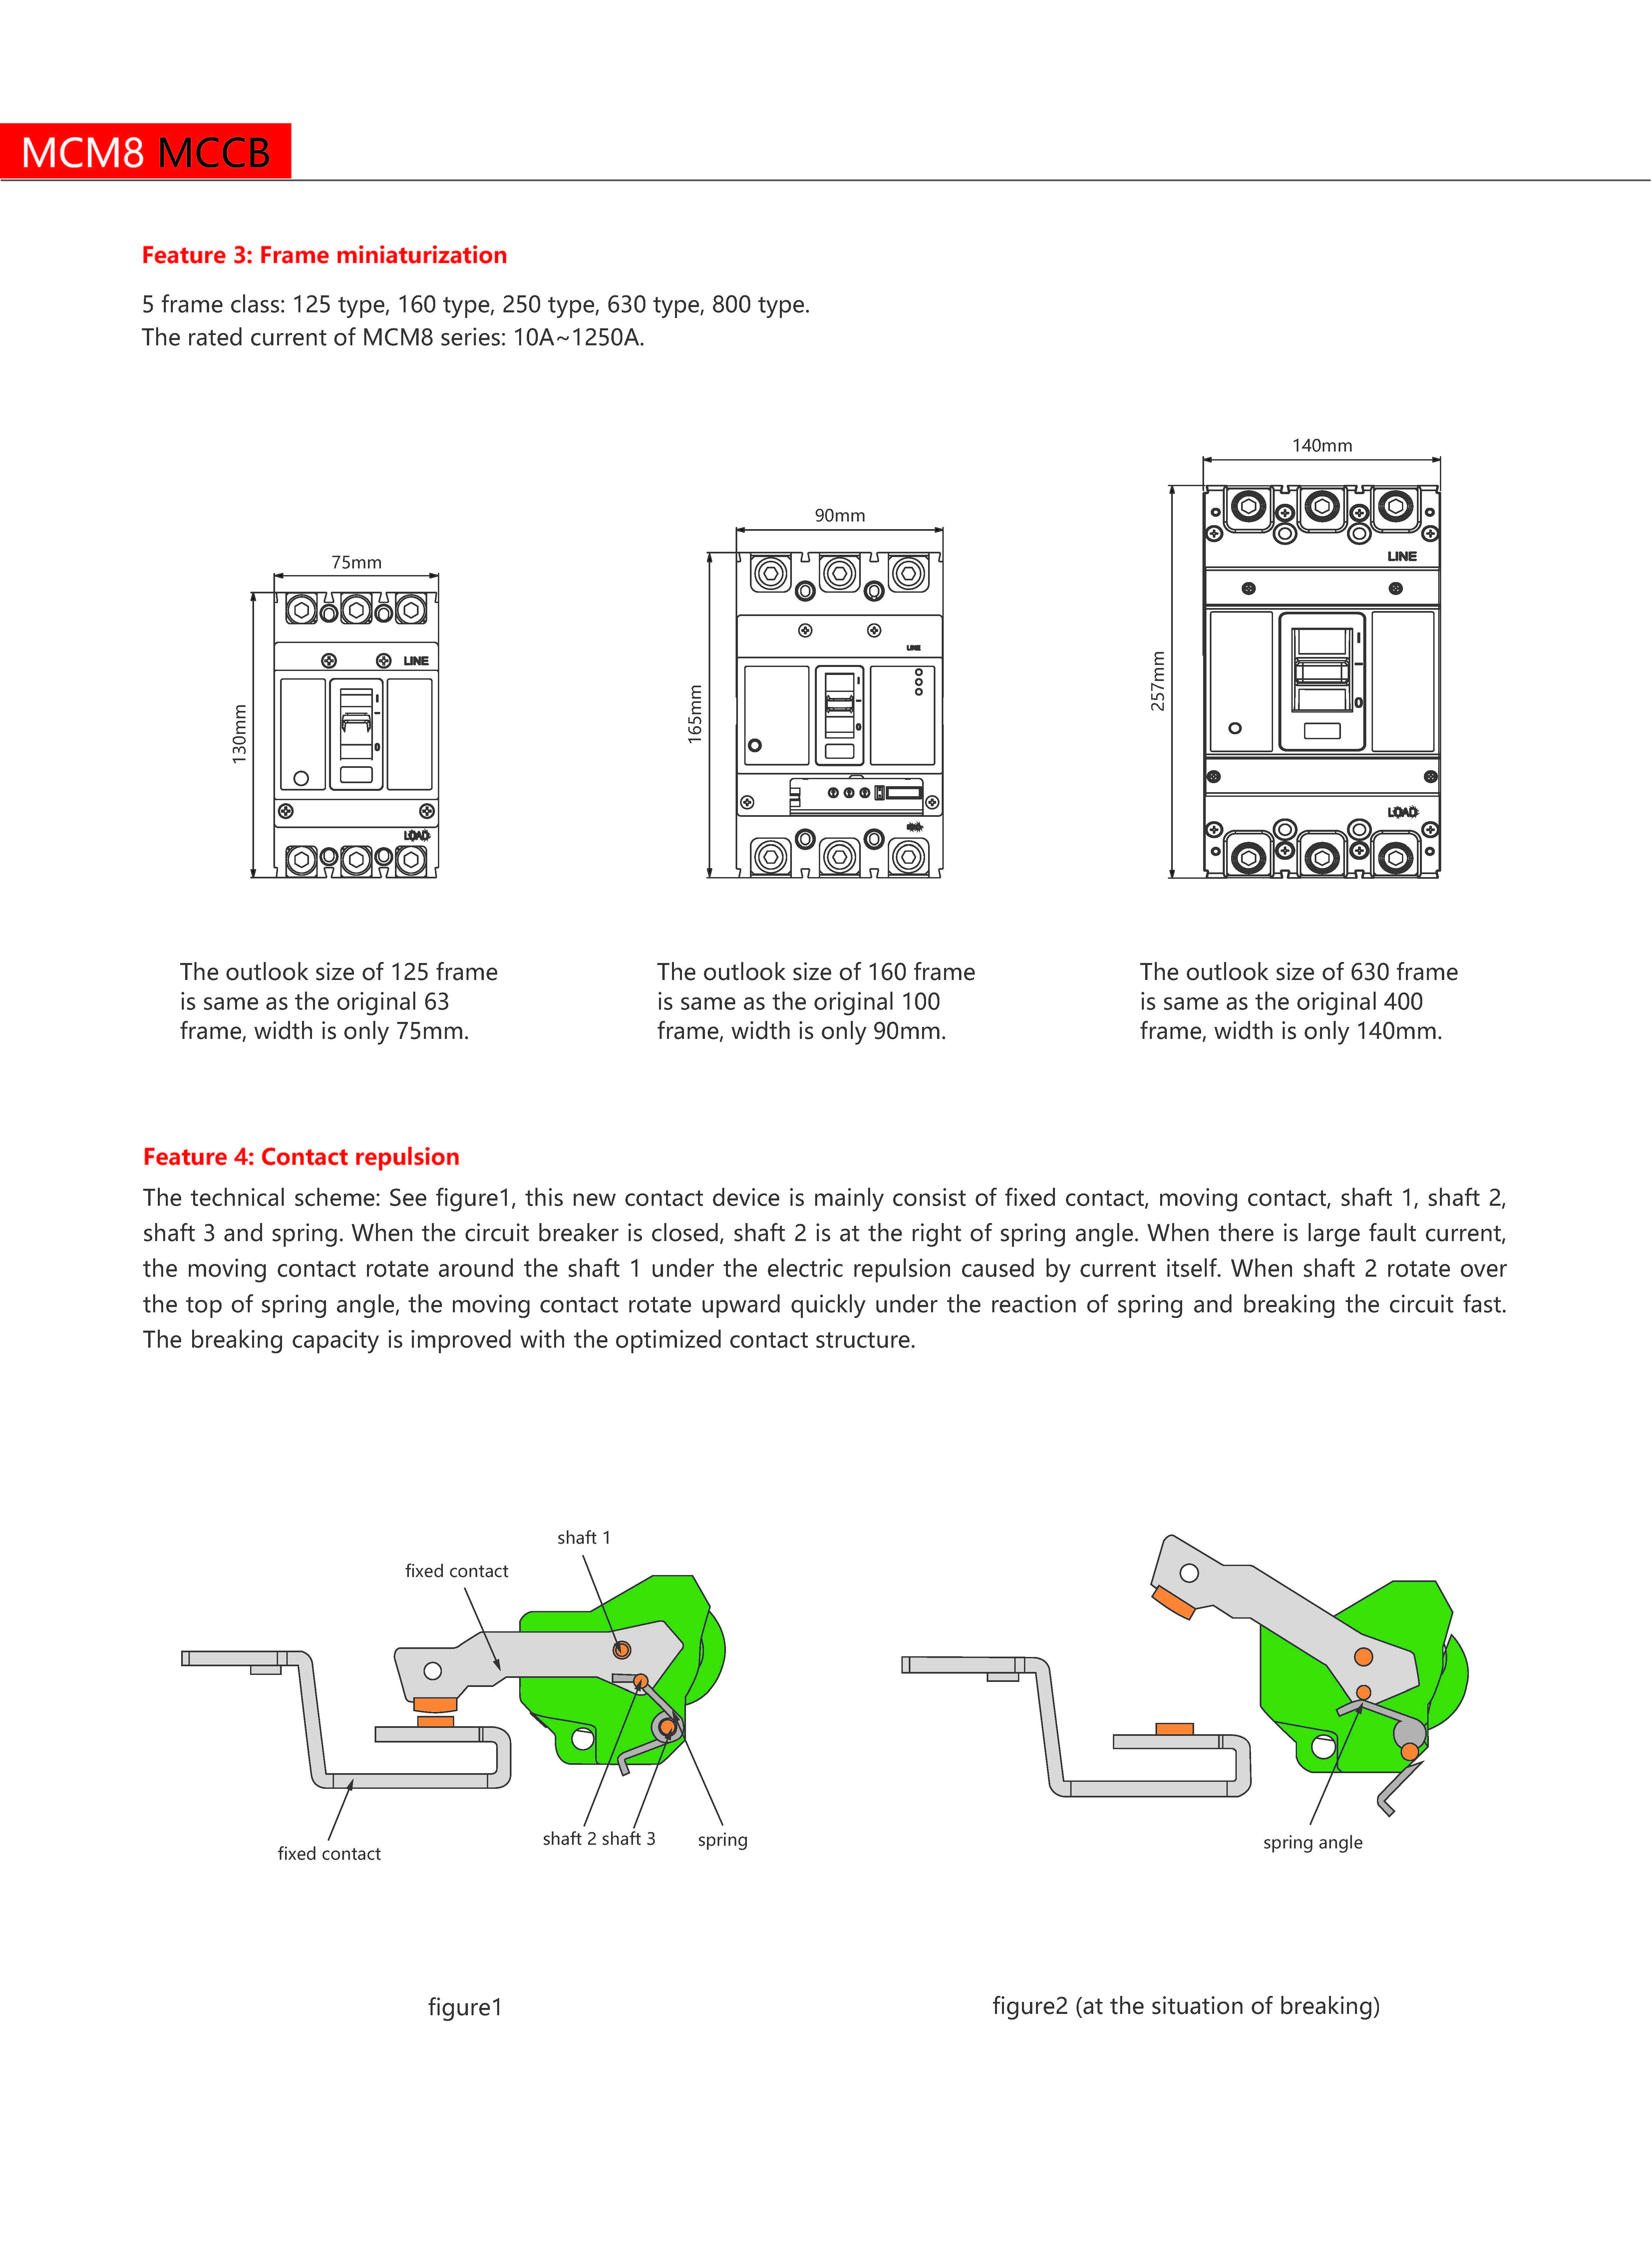 MCM8 MCCB
Feature 3: Frame miniaturization
5 frame class: 125 type, 160 type, 250 type, 630 type, 800 type.
The rated current of MCM8 series: 10A~1250A.
75mm
130mm
LINE
LOAD
90mm
165mm
LINE
140mm
257mm
LINE
LOAD
The outlook size of 125 frame
is same as the original 63
frame, width is only 75mm.
The outlook size of 160 frame
is same as the original 100
frame, width is only 90mm.
The outlook size of 630 frame
is same as the original 400
frame, width is only 140mm.
Feature 4: Contact repulsion
The technical scheme: See figure1, this new contact device is mainly consist of fixed contact, moving contact, shaft 1, shaft 2,
shaft 3 and spring. When the circuit breaker is closed, shaft 2 is at the right of spring angle. When there is large fault current,
the moving contact rotate around the shaft 1 under the electric repulsion caused by current itself. When shaft 2 rotate over
the top of spring angle, the moving contact rotate upward quickly under the reaction of spring and breaking the circuit fast.
The breaking capacity is improved with the optimized contact structure.
shaft 1
fixed contact
shaft 2 shaft 3
spring
fixed contact
spring angle
figure1
figure2 (at the situation of breaking)